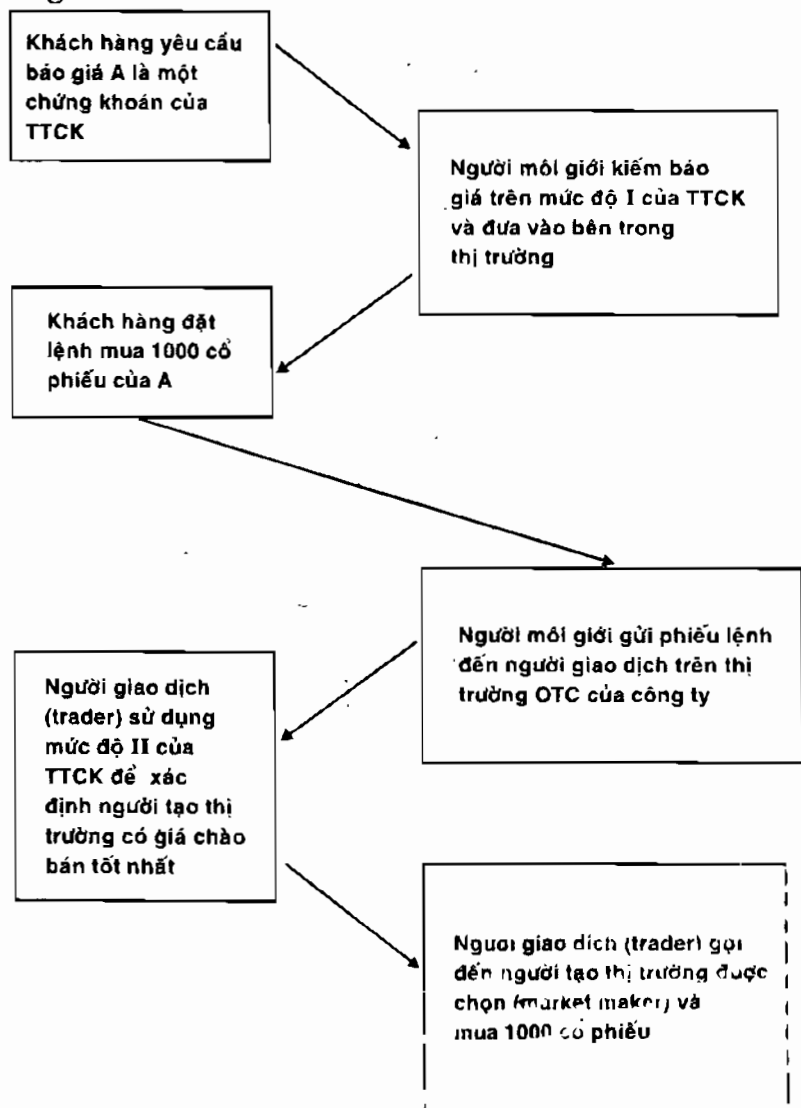 Khách hàng yêu cấu
báo giá A là một
chứng khoán của
TTCK
Người môi giới kiếm báo
giá trên mức độ I của TTCK
và đưa vào bên trong
thị trường
Khách hàng đặt
lệnh mua 1000 cổ
phiếu của A
Người môi giới gửi phiếu lệnh
đến người giao dịch trên thị
trường OTC của công ty
Người giao dịch
(trader) sử dụng
mức độ II của
TTCK để xác
định người tạo thị
trường có giá chào
bán tốt nhất
Người giao dịch (trader) gọi
đến người tạo thị trường được
chọn (market maker) và
mua 1000 cổ phiếu